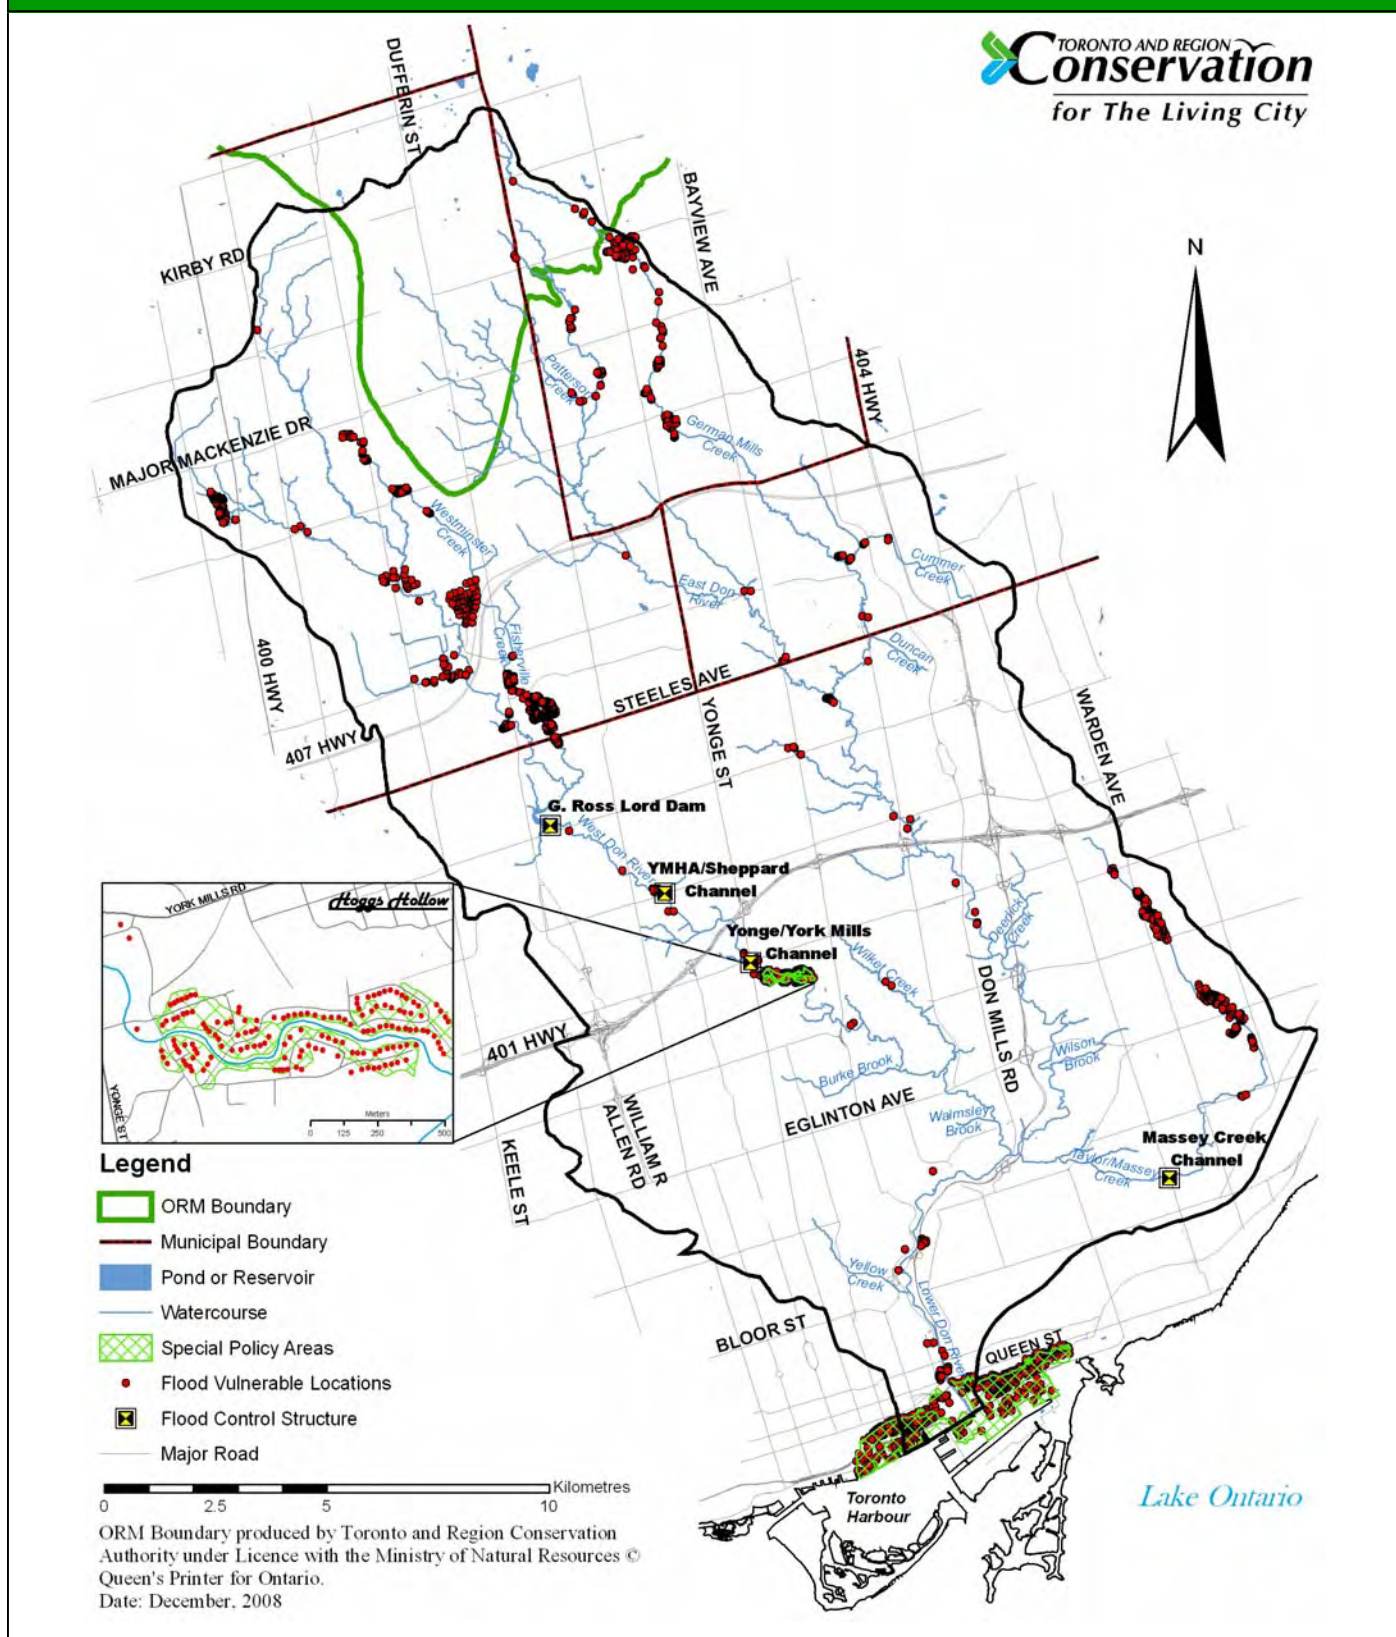 TORONTO AND REGION
Conservation
for The Living City
DUFFERIN ST
BAYVIEW AVE
N
KIRBY RD
404 HWY
Patterson
Creek
German Mills
Creek
MAJOR MACKENZIE DR
Westminster
Creek
Cummer
Creek
East Don
River
Fisherville
Creek
Duncan
Creek
400 HWY
STEELES AVE
WARDEN AVE
407 HWY
YONGE ST
G. Ross Lord Dam
West Don River
YMHA/Sheppard
Channel
Hoggs Hollow
YORK MILLS RD
Deerlick
Creek
Yonge/York Mills
Channel
Wilket Creek
DON MILLS RD
401 HWY
Wilson
Brook
Burke Brook
YONGE ST
Meters
0 125 250 500
WILLIAM R
ALLEN RD
EGLINTON AVE
Walmsley
Brook
KEELE ST
Massey Creek
Channel
Taylor/Massey
Creek
Legend
ORM Boundary
Municipal Boundary
Pond or Reservoir
Watercourse
Special Policy Areas
Flood Vulnerable Locations
Flood Control Structure
Major Road
Yellow
Creek
Lower Don River
BLOOR ST
QUEEN ST
Kilometres
0 2.5 5 10
Toronto
Harbour
Lake Ontario
ORM Boundary produced by Toronto and Region Conservation
Authority under Licence with the Ministry of Natural Resources ©
Queen's Printer for Ontario.
Date: December, 2008